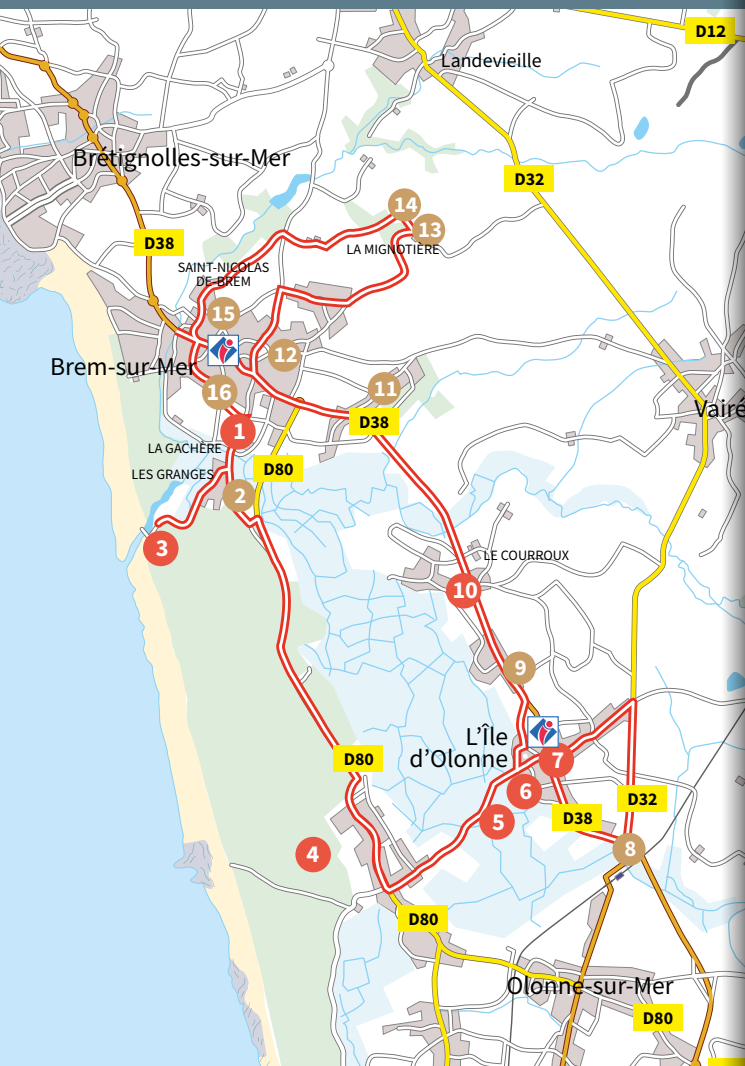 D12
Landevieille
Brétignolles-sur-Mer
D32
14
13
D38
LA MIGNOTIÈRE
SAINT-NICOLAS
DE-BREM
15
12
Brem-sur-Mer
16
11
Vairé
1
D38
LA GACHÈRE
D80
LES GRANGES
2
3
LE COURROUX
10
9
L'Île
d'Olonne
D80
7
6
D32
5
D38
4
8
D80
Olonne-sur-Mer
D80